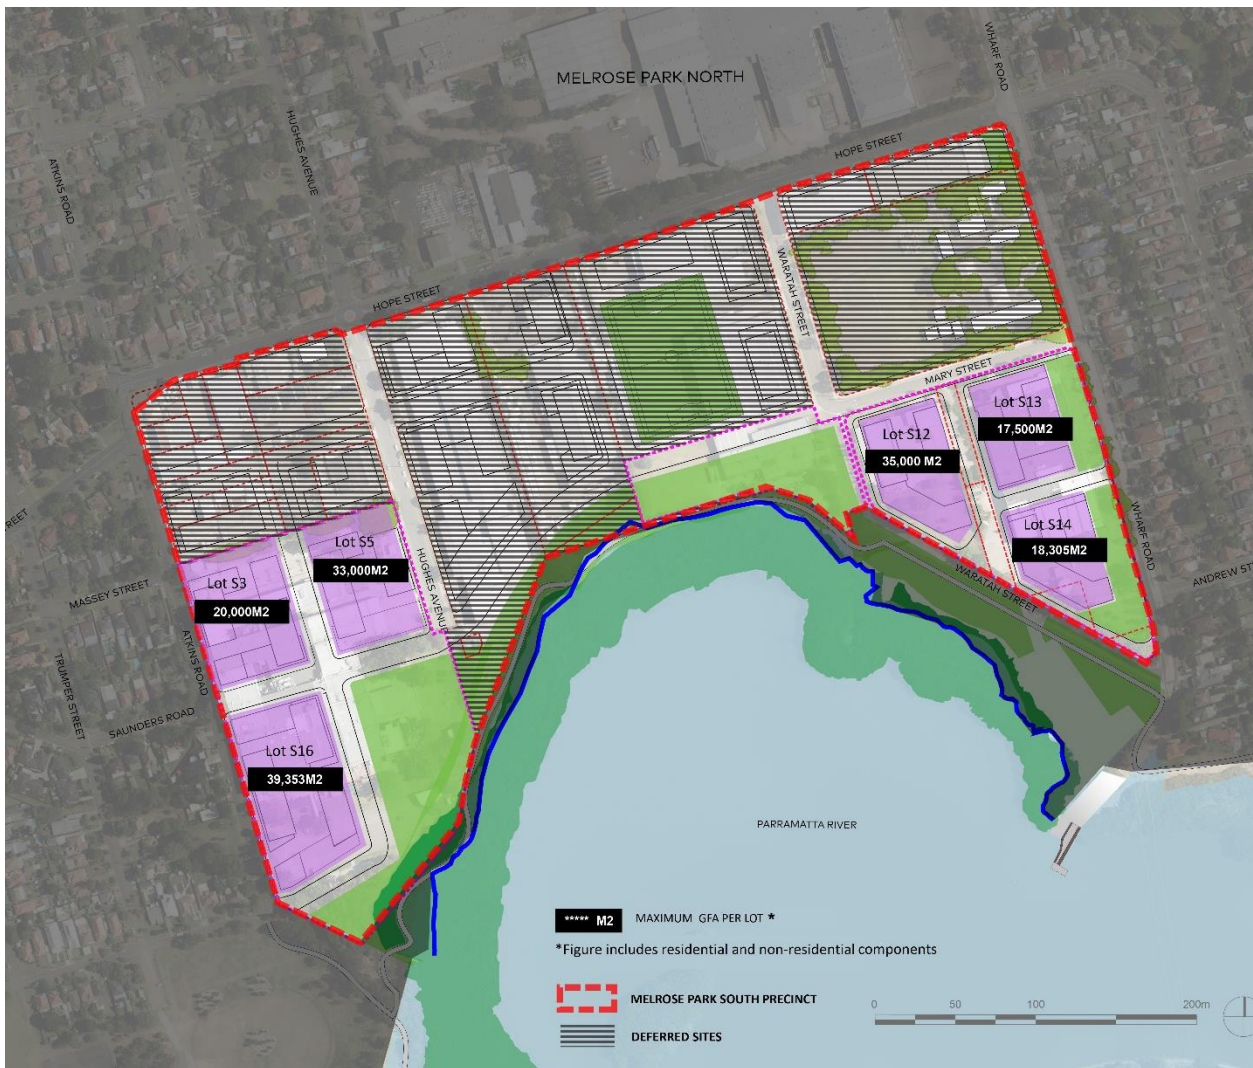 MELROSE PARK NORTH
WHARF ROAD
HUGHES AVENUE
ATKINS ROAD
HOPE STREET
HOPE STREET
WARATAH STREET
MARY STREET
Lot S13
17,500M2
Lot S12
35,000 M2
Lot S14
18,305M2
WHARF ROAD
ANDREW ST
WARATAH STREET
REET
MASSEY STREET
Lot S5
33,000M2
Lot S3
20,000M2
HUGHES AVENUE
ATKINS ROAD
TRUMPER STREET
SAUNDERS ROAD
Lot S16
39,353M2
PARRAMATTA RIVER
***** M2 MAXIMUM GFA PER LOT *
*Figure includes residential and non-residential components
MELROSE PARK SOUTH PRECINCT
DEFERRED SITES
0 50 100 200m